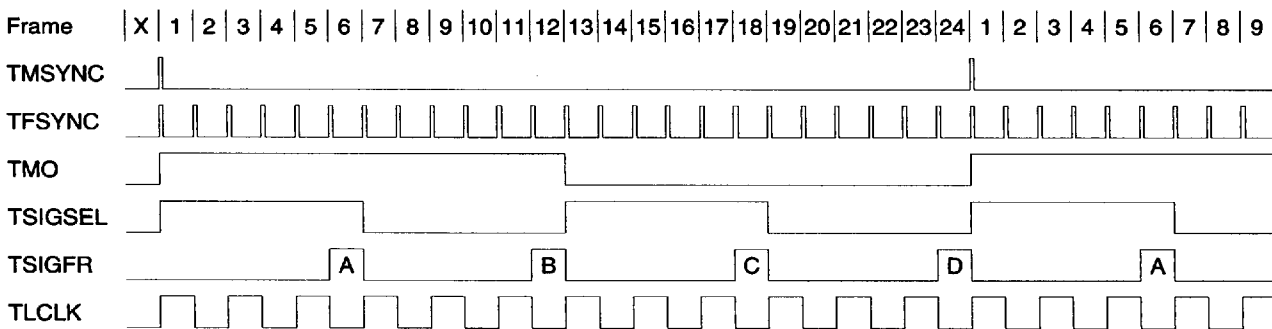 Frame X 1 2 3 4 5 6 7 8 9 10 11 12 13 14 15 16 17 18 19 20 21 22 23 24 1 2 3 4 5 6 7 8 9
TMSYNC
TFSYNC
TMO
TSIGSEL
TSIGFR A B C D A
TLCLK